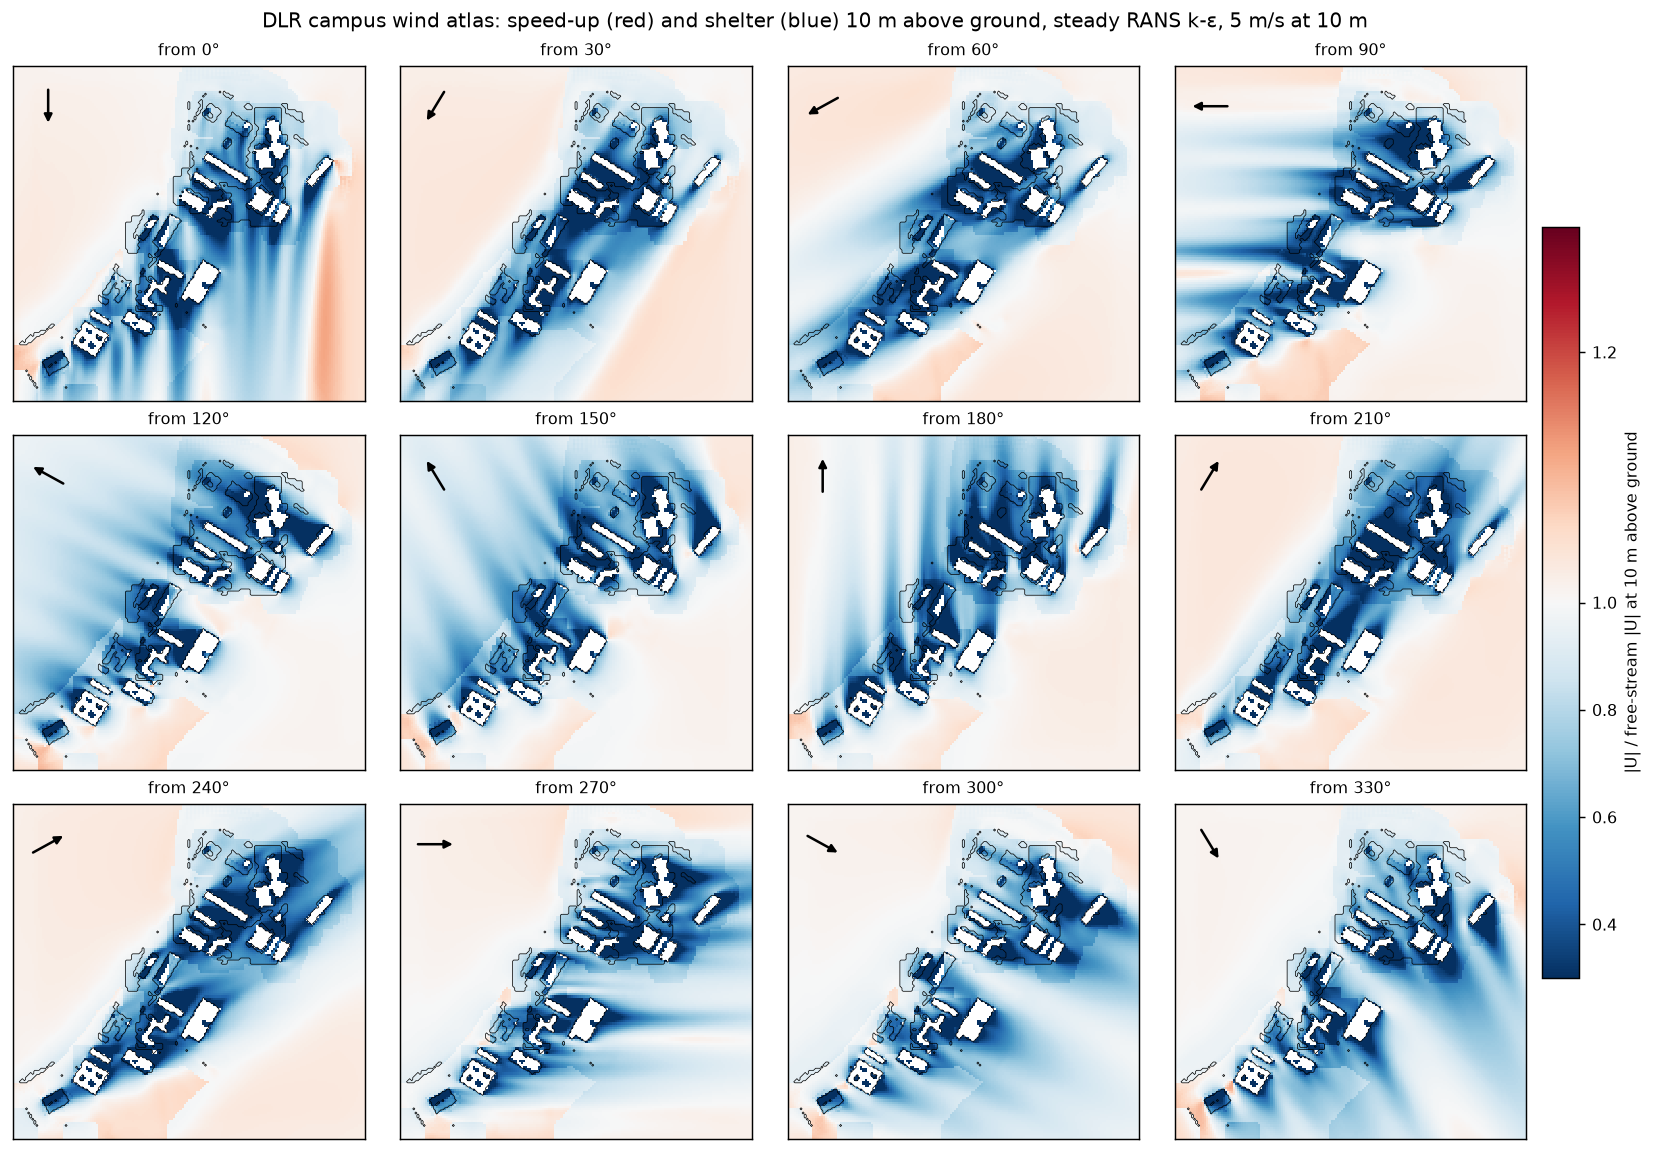 DLR campus wind atlas: speed-up (red) and shelter (blue) 10 m above ground, steady RANS k-ε, 5 m/s at 10 m
from 0°
from 30°
from 60°
from 90°
from 120°
from 150°
from 180°
from 210°
from 240°
from 270°
from 300°
from 330°
1.2
1.0
0.8
0.6
0.4
|U| / free-stream |U| at 10 m above ground